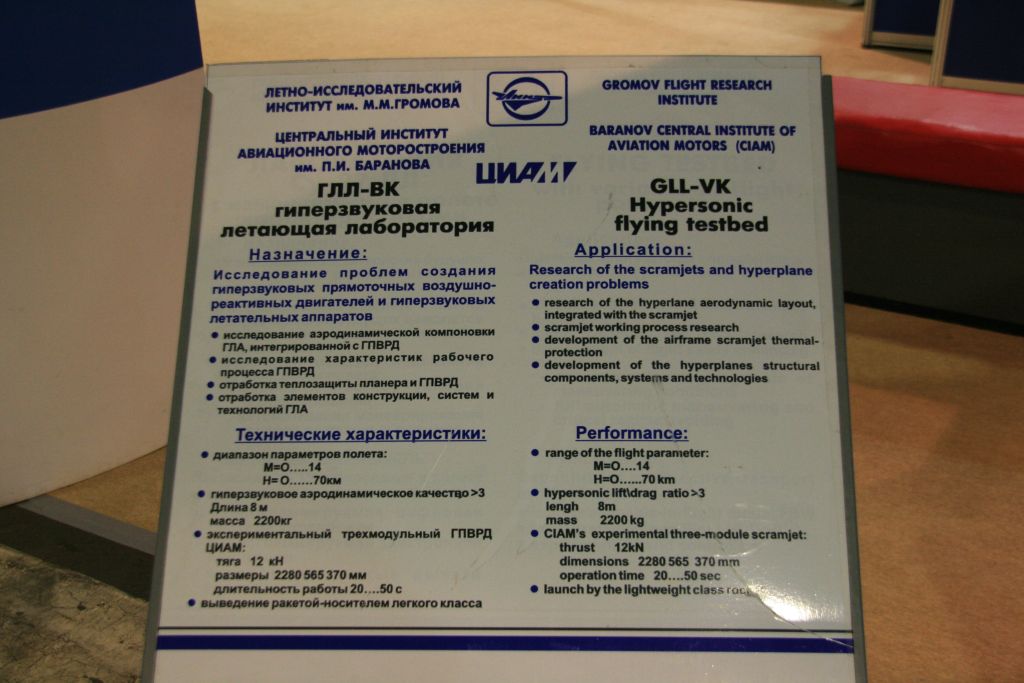 ЛЕТНО-ИССЛЕДОВАТЕЛЬСКИЙ
ИНСТИТУТ им. М.М.ГРОМОВА
ЦЕНТРАЛЬНЫЙ ИНСТИТУТ
АВИАЦИОННОГО МОТОРОСТРОЕНИЯ
им. П.И. БАРАНОВА
ГЛЛ-ВК
гиперзвуковая
летающая лаборатория
Назначение:
Исследование проблем создания
гиперзвуковых прямоточных воздушно-
реактивных двигателей и гиперзвуковых
летательных аппаратов
● исследование аэродинамической компоновки
ГЛА, интегрированной с ГПВРД
● исследование характеристик рабочего
процесса ГПВРД
● отработка теплозащиты планера и ГПВРД
● отработка элементов конструкции, систем и
технологий ГЛА
Технические характеристики:
● диапазон параметров полета:
М=О.....14
Н= О......70км
● гиперзвуковое аэродинамическое качество >3
Длина 8 м
масса 2200кг
● экспериментальный трехмодульный ГПВРД
ЦИАМ:
тяга 12 кН
размеры 2280 565 370 мм
длительность работы 20....50 с
● выведение ракетой-носителем легкого класса
ЦИАМ
GROMOV FLIGHT RESEARCH
INSTITUTE
BARANOV CENTRAL INSTITUTE OF
AVIATION MOTORS (CIAM)
GLL-VK
Hypersonic
flying testbed
Application:
Research of the scramjets and hyperplane
creation problems
● research of the hyperlane aerodynamic layout,
integrated with the scramjet
● scramjet working process research
● development of the airframe scramjet thermal-
protection
● development of the hyperplanes structural
components, systems and technologies
Performance:
● range of the flight parameter:
M=O....14
H=O......70 km
● hypersonic lift\drag ratio >3
lengh 8m
mass 2200 kg
● CIAM's experimental three-module scramjet:
thrust 12kN
dimensions 2280 565 370 mm
operation time 20....50 sec
● launch by the lightweight class